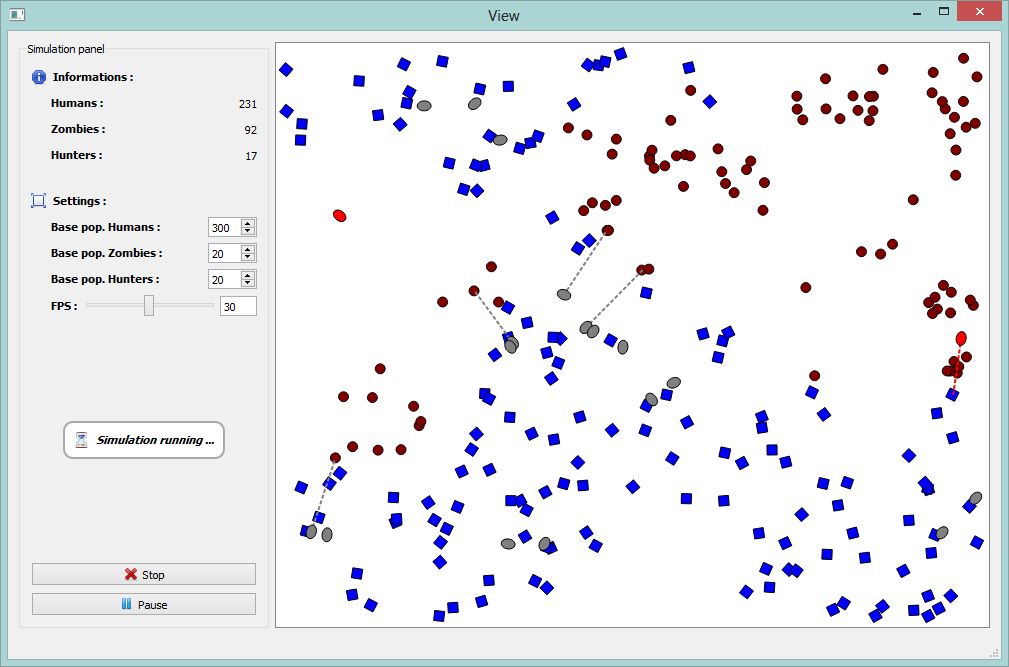 View
Simulation panel
Informations :
Humans : 231
Zombies : 92
Hunters : 17
Settings :
Base pop. Humans : 300
Base pop. Zombies : 20
Base pop. Hunters : 20
FPS : 30
Simulation running ...
Stop
Pause